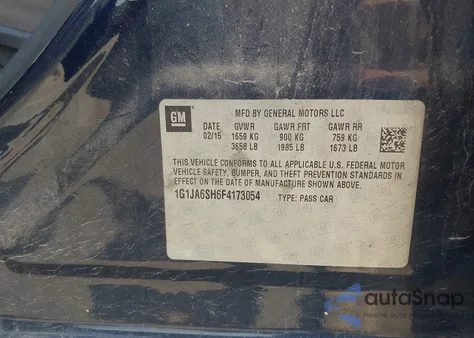 GM
MFD BY GENERAL MOTORS LLC
DATE GVWR GAWR FRT GAWR RR
02/15 1659 KG 900 KG 759 KG
3658 LB 1985 LB 1673 LB
THIS VEHICLE CONFORMS TO ALL APPLICABLE U.S. FEDERAL MOTOR
VEHICLE SAFETY, BUMPER, AND THEFT PREVENTION STANDARDS IN
EFFECT ON THE DATE OF MANUFACTURE SHOWN ABOVE.
1G1JA6SH6F4173054 TYPE: PASS CAR
autoSnap